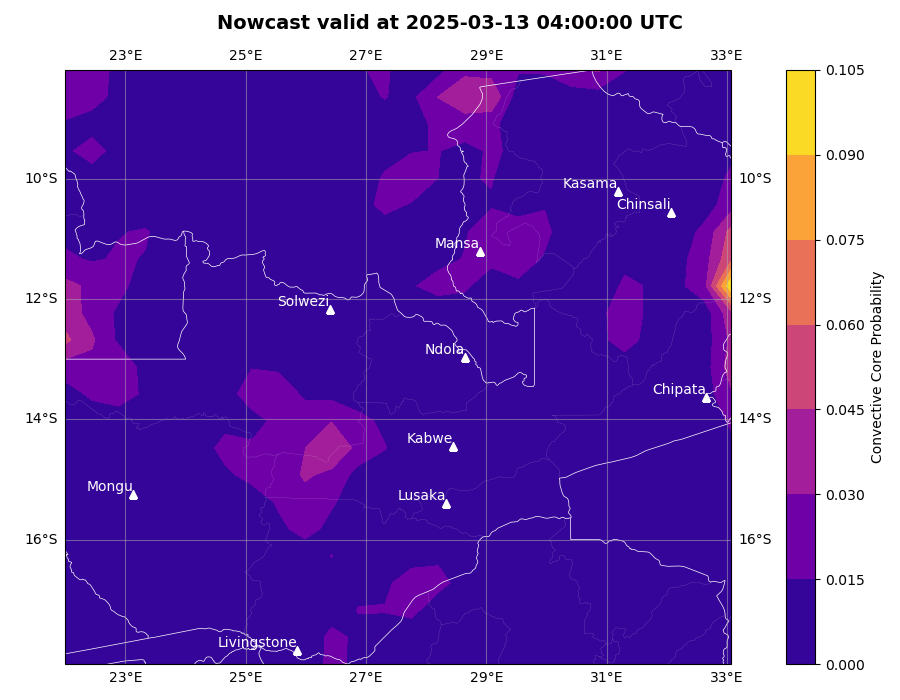 Nowcast valid at 2025-03-13 04:00:00 UTC
23°E 25°E 27°E 29°E 31°E 33°E
0.105
0.090
10°S 10°S
Kasama
Chinsali
Mansa
0.075
12°S 12°S
Solwezi
0.060
Ndola
Chipata
0.045
14°S 14°S
Kabwe
Mongu
Lusaka
0.030
16°S 16°S
0.015
Livingstone
0.000
23°E 25°E 27°E 29°E 31°E 33°E
Convective Core Probability